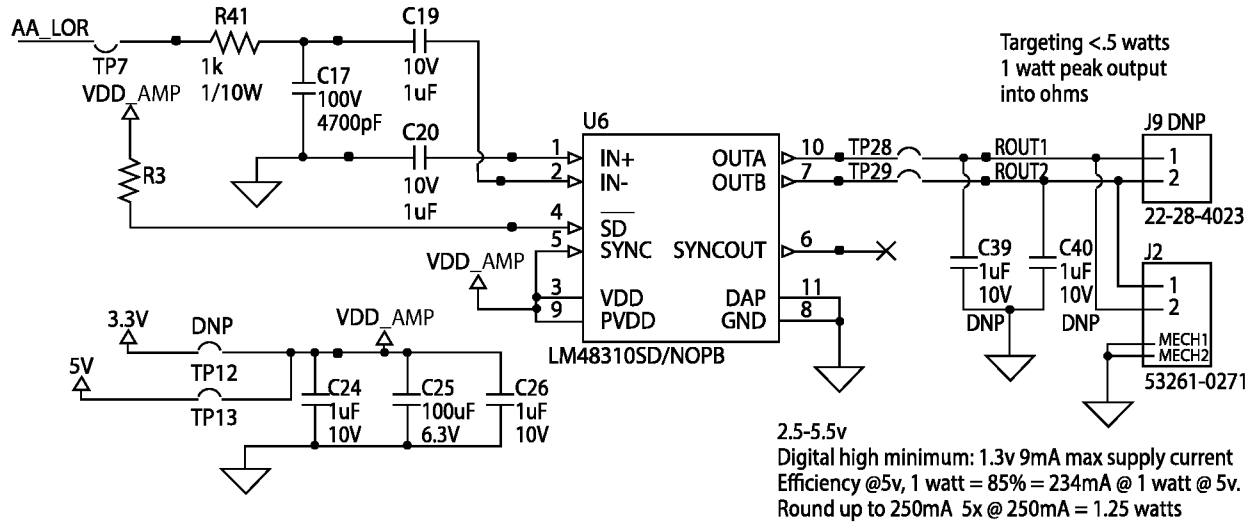 AA_LOR
TP7
R41
1k
1/10W
C17
100V
4700pF
C19
10V
1uF
VDD_AMP
R3
C20
10V
1uF
U6
1
2
4
5
3
9
IN+
IN-
SD
SYNC
VDD
PVDD
OUTA
OUTB
SYNCOUT
DAP
GND
10
7
6
11
8
LM48310SD/NOPB
VDD_AMP
TP28
TP29
ROUT1
ROUT2
Targeting <.5 watts
1 watt peak output
into ohms
J9 DNP
1
2
22-28-4023
C39
1uF
10V
DNP
C40
1uF
10V
DNP
J2
1
2
MECH1
MECH2
53261-0271
3.3V
DNP
TP12
5V
TP13
VDD_AMP
C24
1uF
10V
C25
100uF
6.3V
C26
1uF
10V
2.5-5.5v
Digital high minimum: 1.3v 9mA max supply current
Efficiency @5v, 1 watt = 85% = 234mA @ 1 watt @ 5v.
Round up to 250mA 5x @ 250mA = 1.25 watts